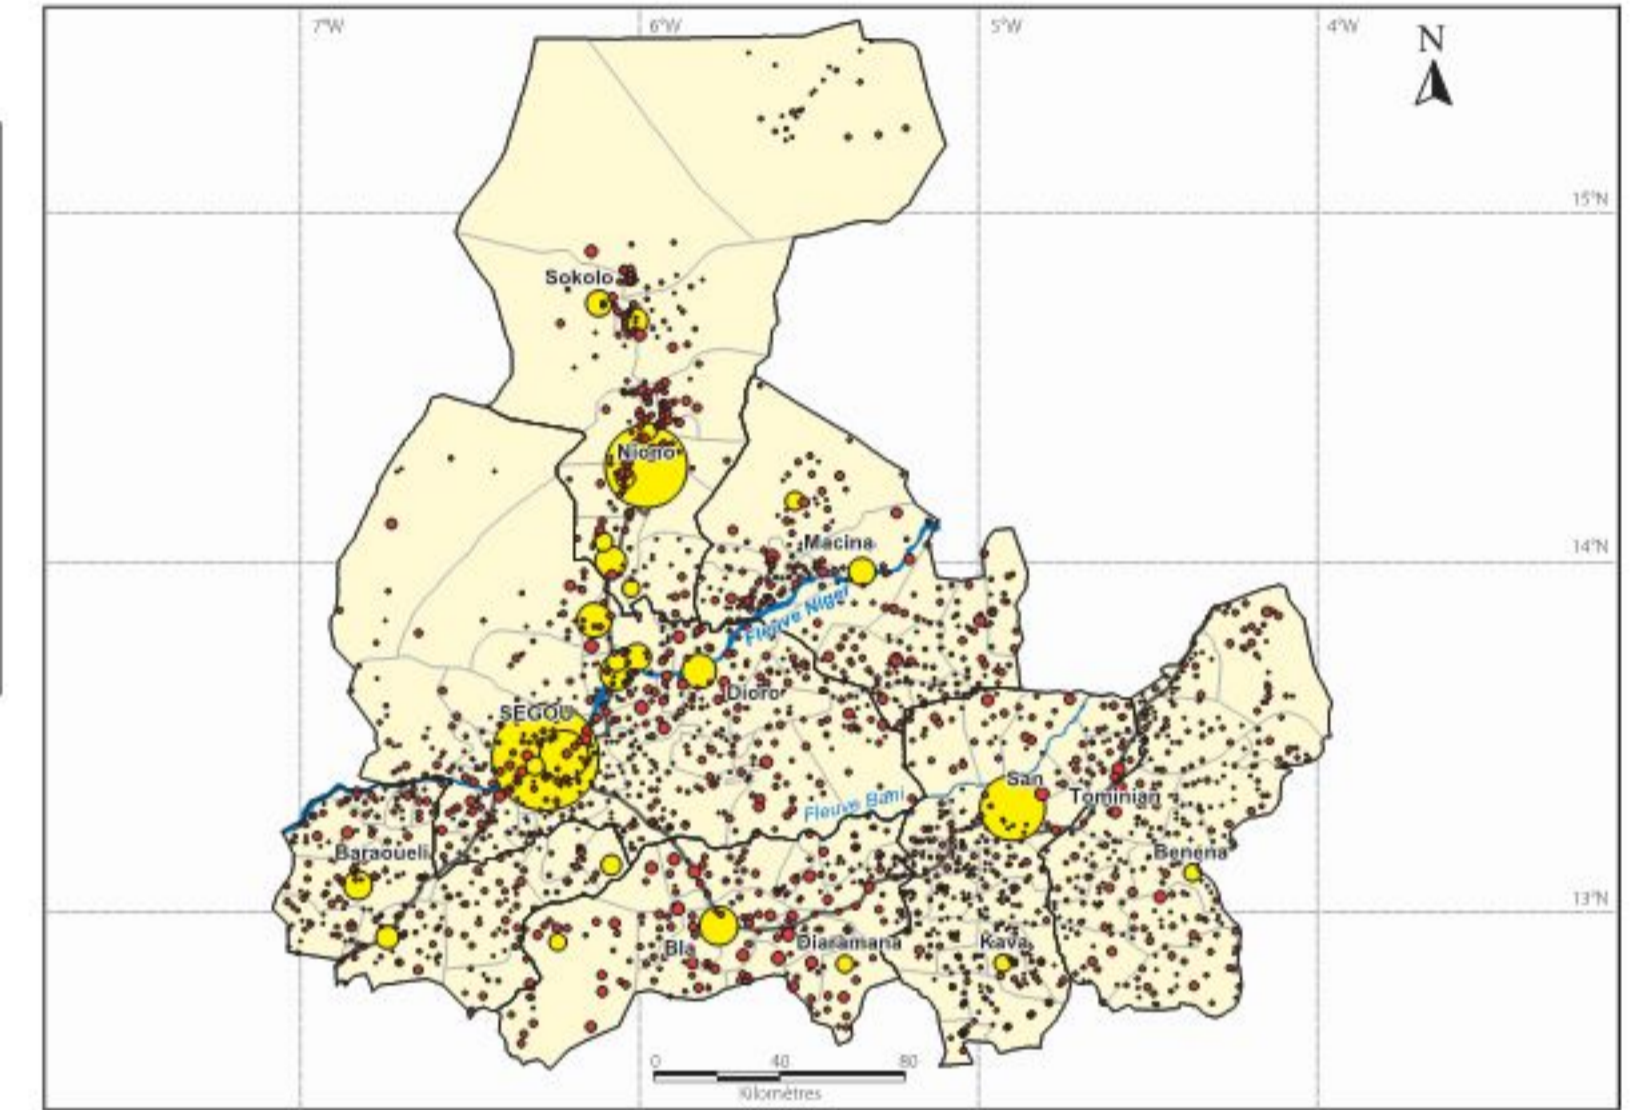 7°W 6°W 5°W 4°W
N
15°N
Sokolo
Niono
Macina
14°N
Fleuve Niger
Dioro
SEGOU
San
Tominian
Fleuve Bani
Baraoueli
Benena
13°N
Bla
Diaramana
Kava
0 40 80
Kilomètres